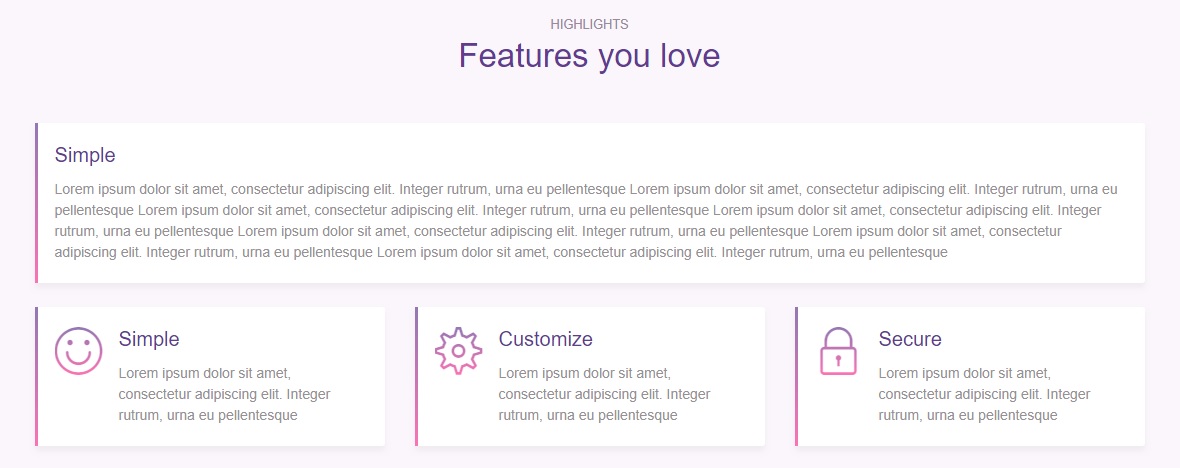 HIGHLIGHTS
Features you love
Simple
Lorem ipsum dolor sit amet, consectetur adipiscing elit. Integer rutrum, urna eu pellentesque Lorem ipsum dolor sit amet, consectetur adipiscing elit. Integer rutrum, urna eu
pellentesque Lorem ipsum dolor sit amet, consectetur adipiscing elit. Integer rutrum, urna eu pellentesque Lorem ipsum dolor sit amet, consectetur adipiscing elit. Integer
rutrum, urna eu pellentesque Lorem ipsum dolor sit amet, consectetur adipiscing elit. Integer rutrum, urna eu pellentesque Lorem ipsum dolor sit amet, consectetur
adipiscing elit. Integer rutrum, urna eu pellentesque Lorem ipsum dolor sit amet, consectetur adipiscing elit. Integer rutrum, urna eu pellentesque
Simple
Lorem ipsum dolor sit amet,
consectetur adipiscing elit. Integer
rutrum, urna eu pellentesque
Customize
Lorem ipsum dolor sit amet,
consectetur adipiscing elit. Integer
rutrum, urna eu pellentesque
Secure
Lorem ipsum dolor sit amet,
consectetur adipiscing elit. Integer
rutrum, urna eu pellentesque